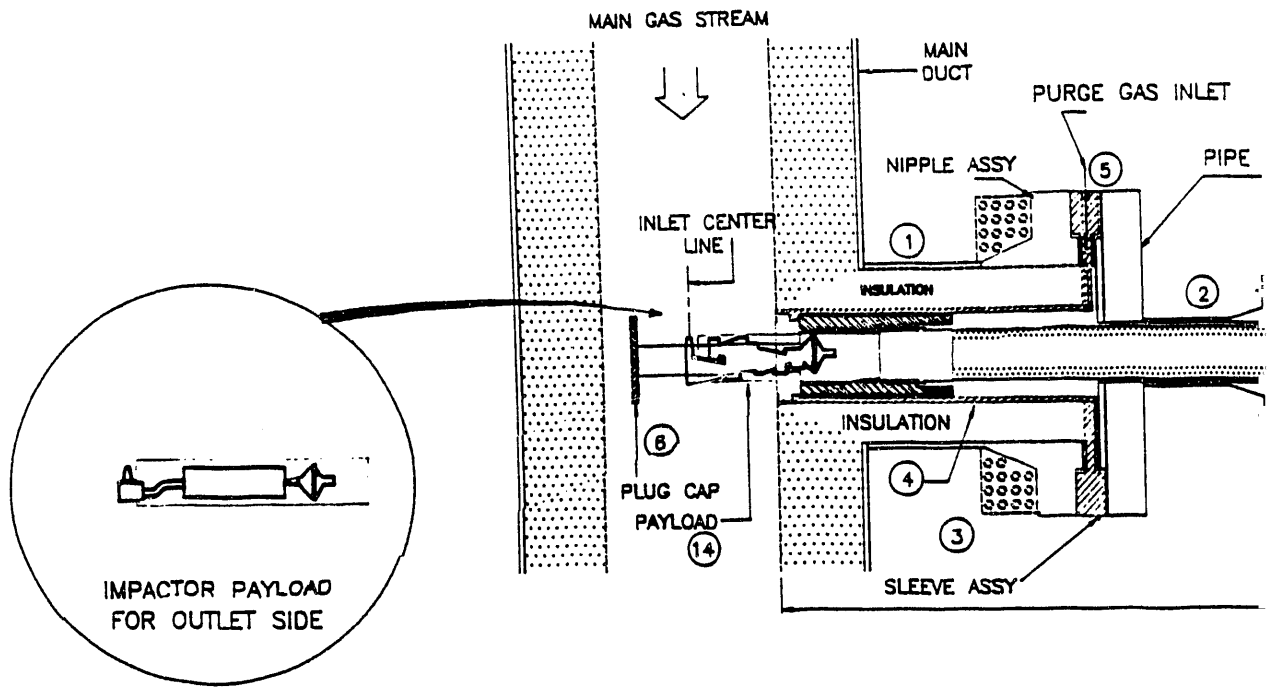 MAIN GAS STREAM
MAIN
DUCT
PURGE GAS INLET
NIPPLE ASSY
5
PIPE
INLET CENTER
LINE
1
INSULATION
2
6
INSULATION
4
PLUG CAP
PAYLOAD
14
3
SLEEVE ASSY
IMPACTOR PAYLOAD
FOR OUTLET SIDE